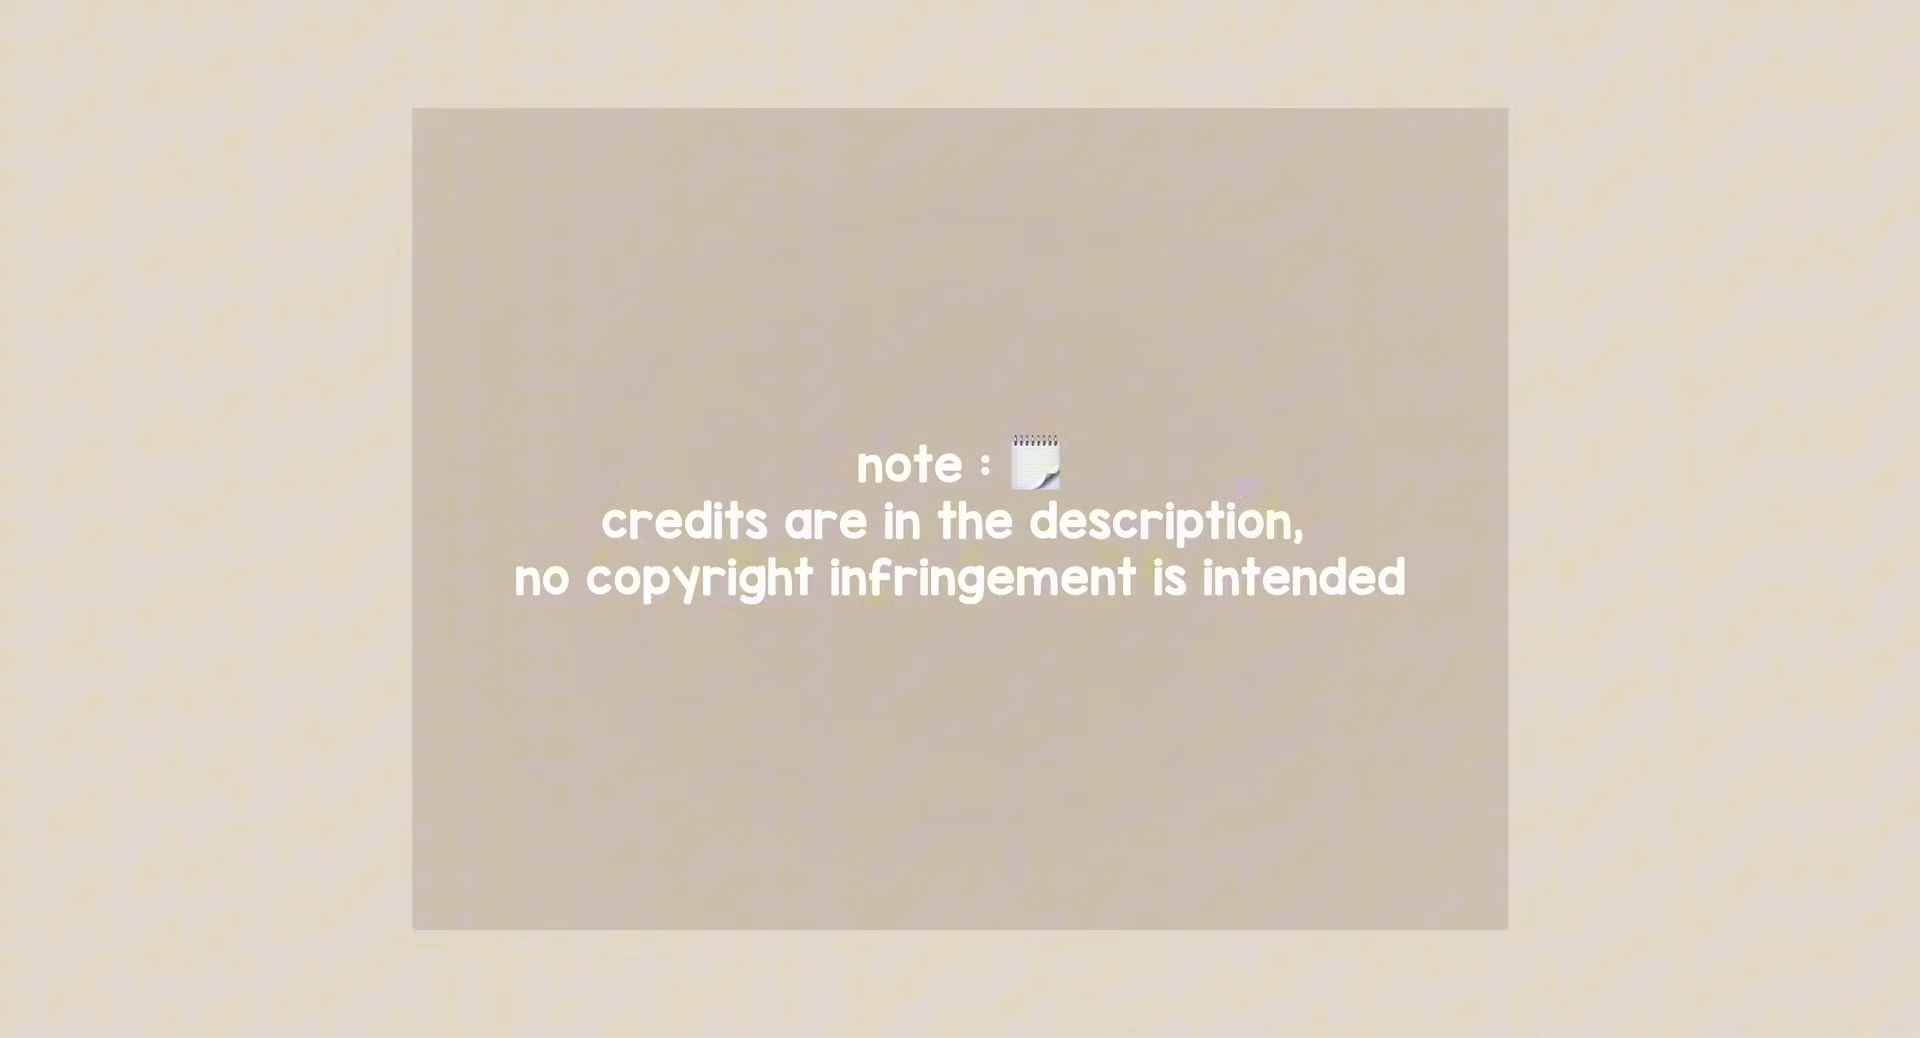 note : 🗒️
credits are in the description,
no copyright infringement is intended